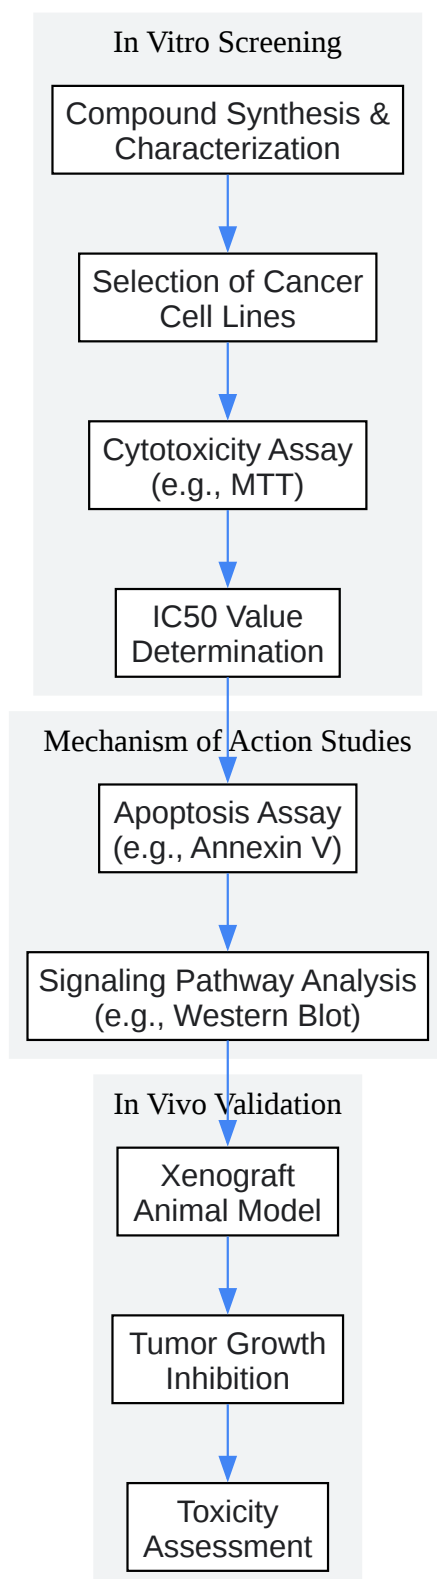 In Vitro Screening
Compound Synthesis &
Characterization
Selection of Cancer
Cell Lines
Cytotoxicity Assay
(e.g., MTT)
IC50 Value
Determination
Mechanism of Action Studies
Apoptosis Assay
(e.g., Annexin V)
Signaling Pathway Analysis
(e.g., Western Blot)
In Vivo Validation
Xenograft
Animal Model
Tumor Growth
Inhibition
Toxicity
Assessment